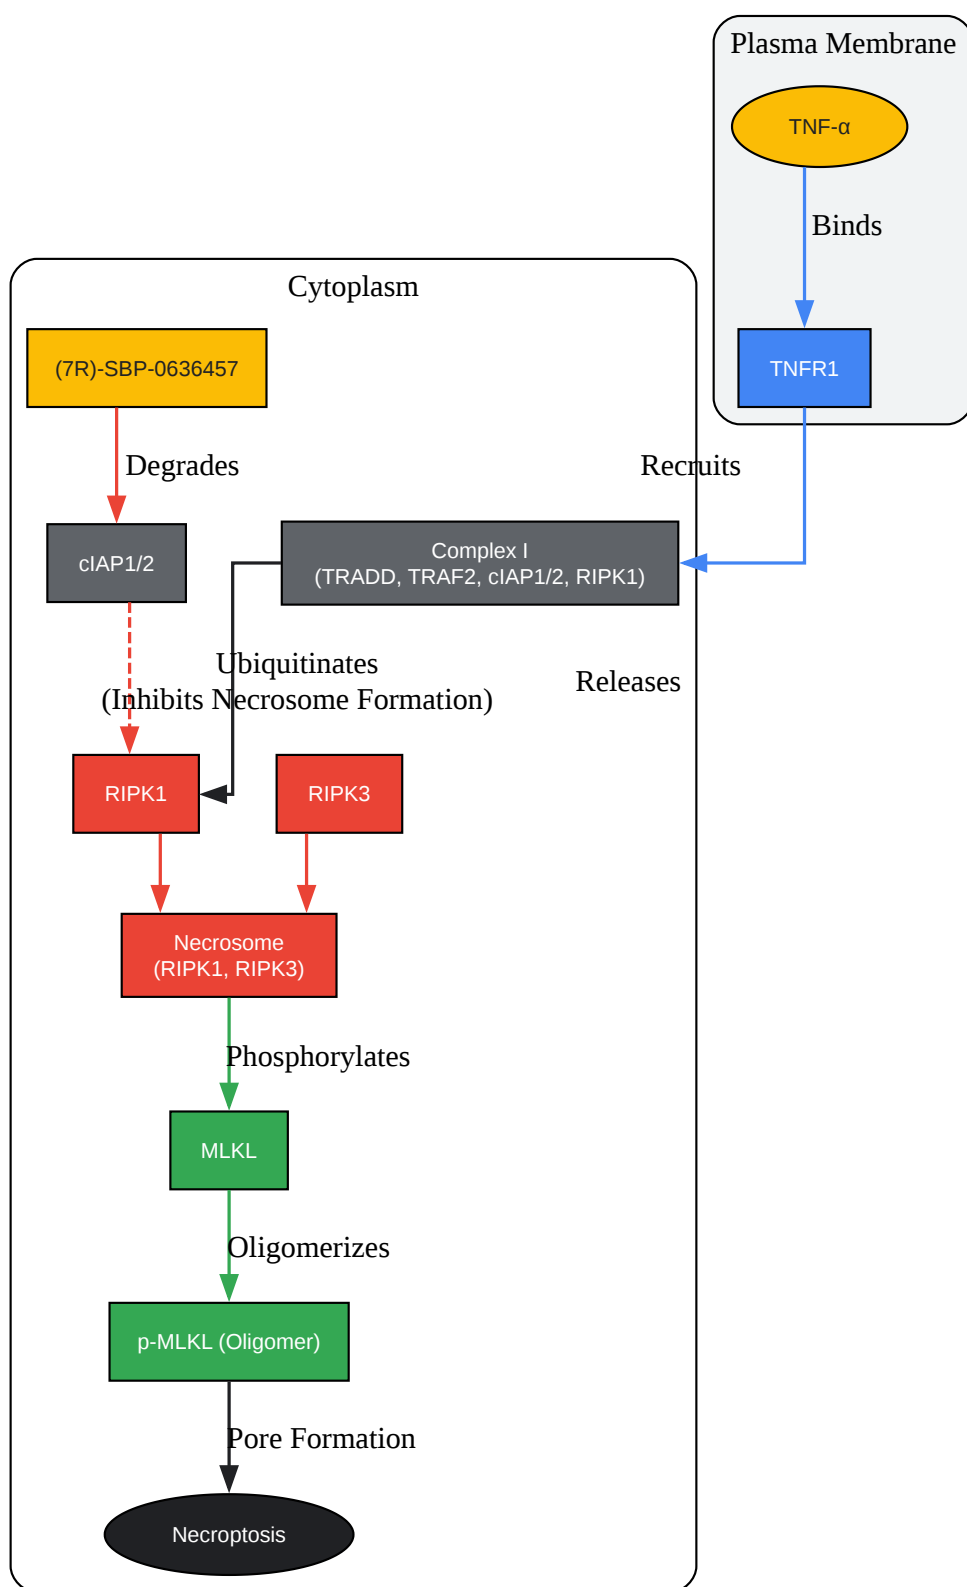 Plasma Membrane
TNF-α
Binds
Cytoplasm
(7R)-SBP-0636457
TNFR1
Degrades
Recruits
cIAP1/2
Complex I
(TRADD, TRAF2, cIAP1/2, RIPK1)
Ubiquitinates
(Inhibits Necrosome Formation)
Releases
RIPK1
RIPK3
Necrosome
(RIPK1, RIPK3)
Phosphorylates
MLKL
Oligomerizes
p-MLKL (Oligomer)
Pore Formation
Necroptosis